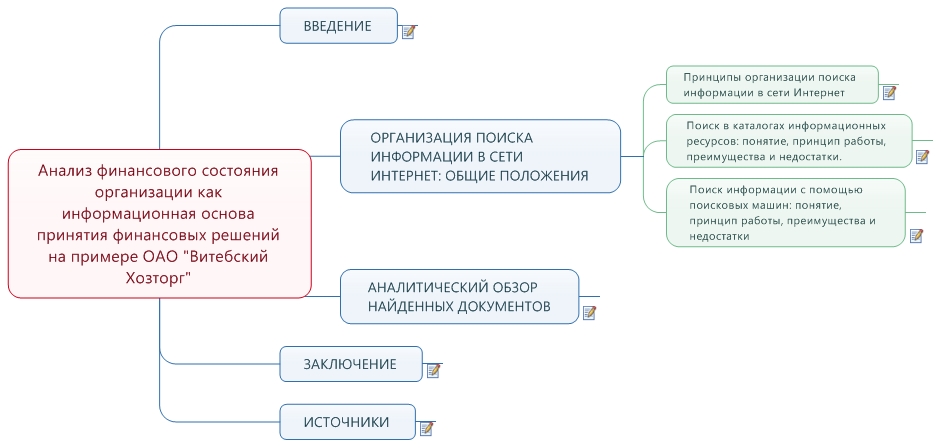 ВВЕДЕНИЕ
Анализ финансового состояния
организации как
информационная основа
принятия финансовых решений
на примере ОАО "Витебский
Хозторг"
ОРГАНИЗАЦИЯ ПОИСКА
ИНФОРМАЦИИ В СЕТИ
ИНТЕРНЕТ: ОБЩИЕ ПОЛОЖЕНИЯ
Принципы организации поиска
информации в сети Интернет
Поиск в каталогах информационных
ресурсов: понятие, принцип работы,
преимущества и недостатки.
Поиск информации с помощью
поисковых машин: понятие,
принцип работы, преимущества и
недостатки
АНАЛИТИЧЕСКИЙ ОБЗОР
НАЙДЕННЫХ ДОКУМЕНТОВ
ЗАКЛЮЧЕНИЕ
ИСТОЧНИКИ